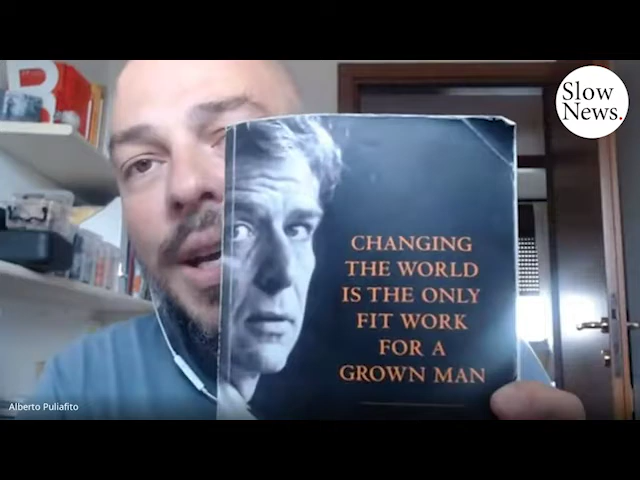 Slow
News.
B
CHANGING
THE WORLD
IS THE ONLY
FIT WORK
FOR A
GROWN MAN
Alberto Puliafito